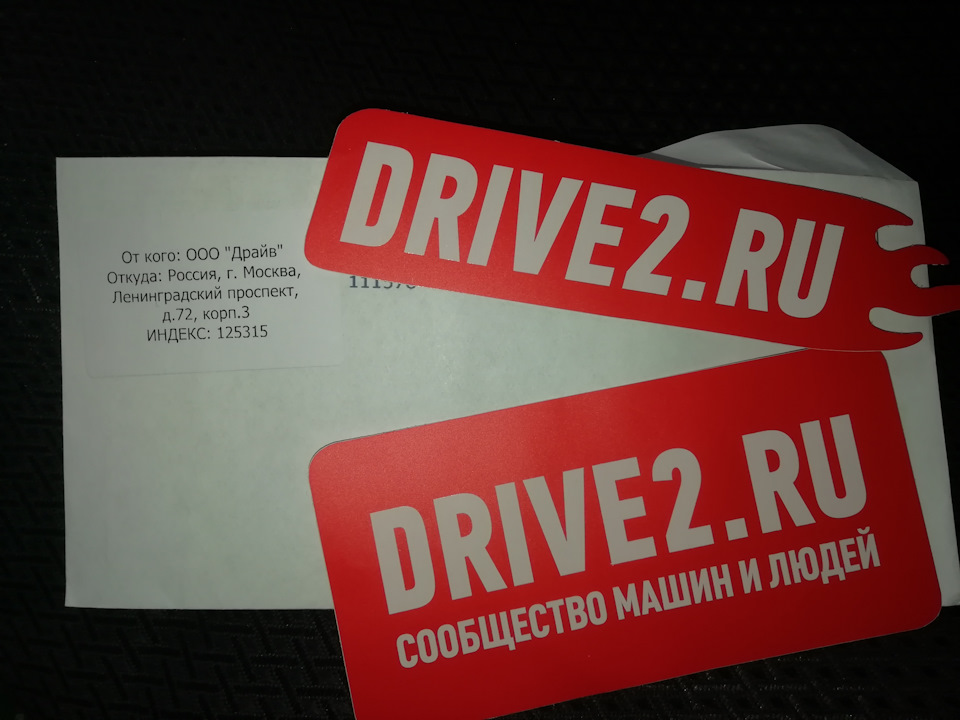 DRIVE2.RU
От кого: ООО "Драйв"
Откуда: Россия, г. Москва,
Ленинградский проспект,
д.72, корп.3
ИНДЕКС: 125315
DRIVE2.RU
СООБЩЕСТВО МАШИН И ЛЮДЕЙ